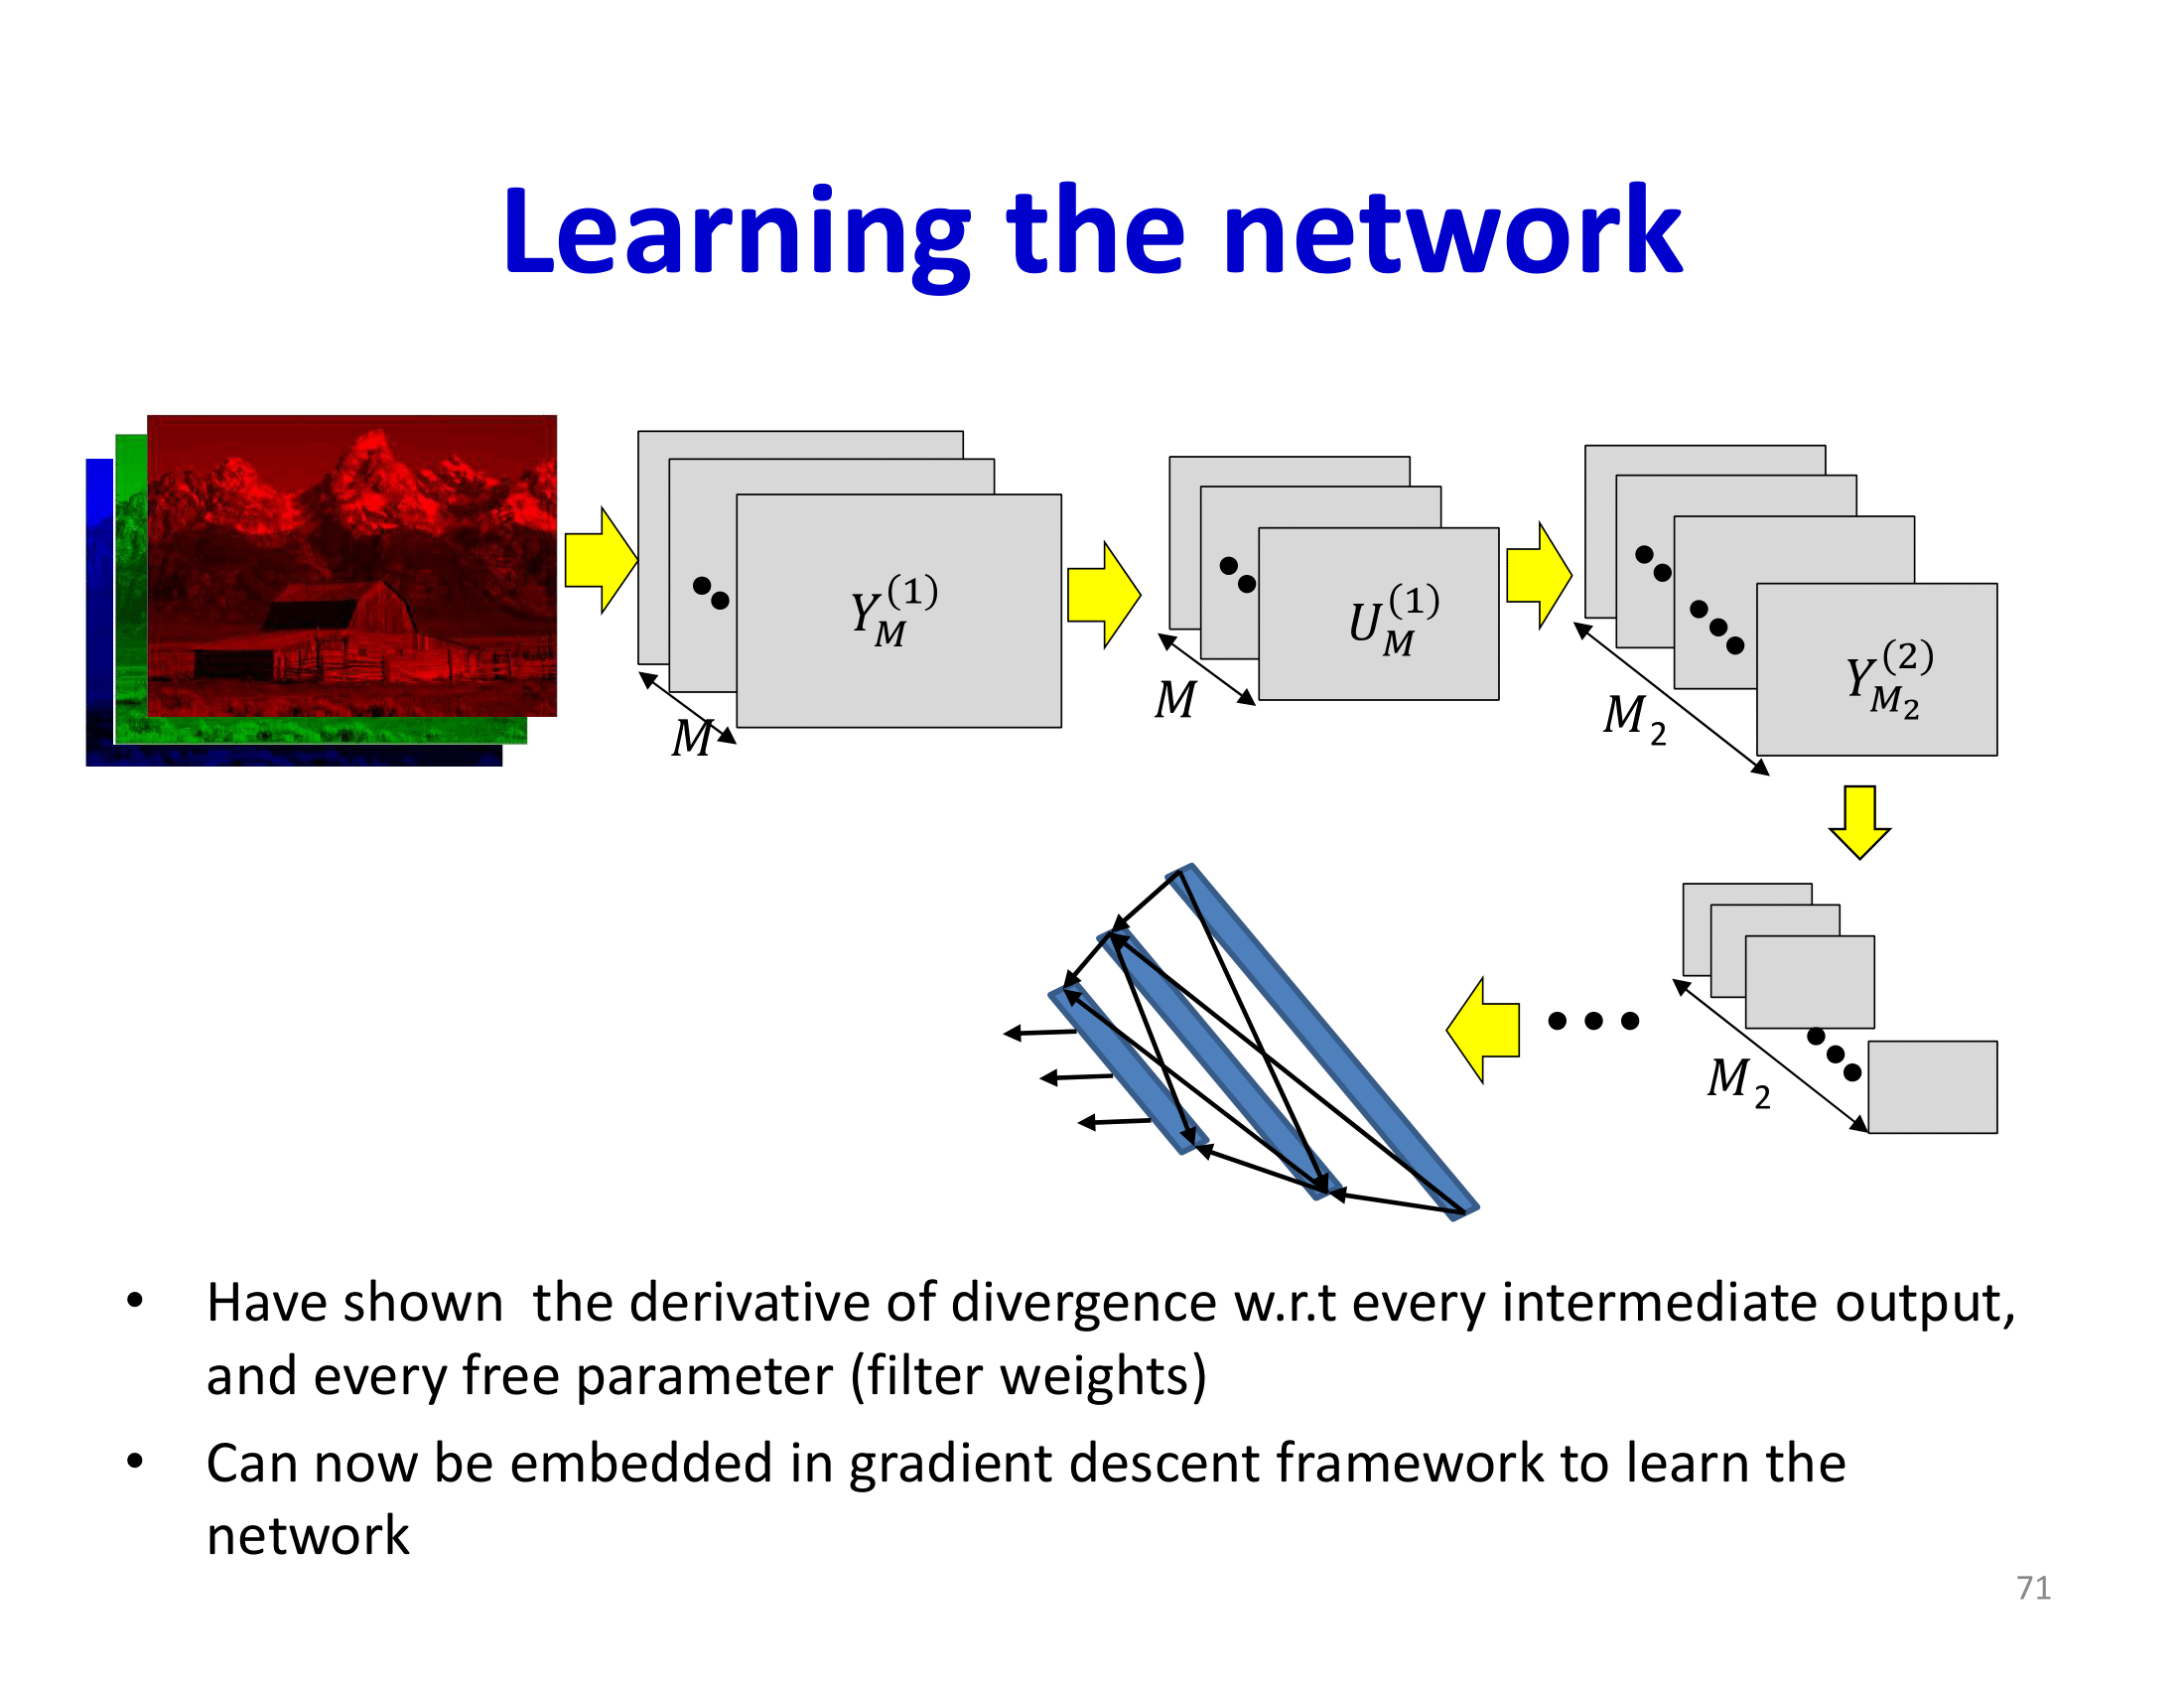 Learning the network
Y_M^(1)
U_M^(1)
Y_{M_2}^(2)
M
M
M_2
M_2
• Have shown  the derivative of divergence w.r.t every intermediate output,
and every free parameter (filter weights)
• Can now be embedded in gradient descent framework to learn the
network
71